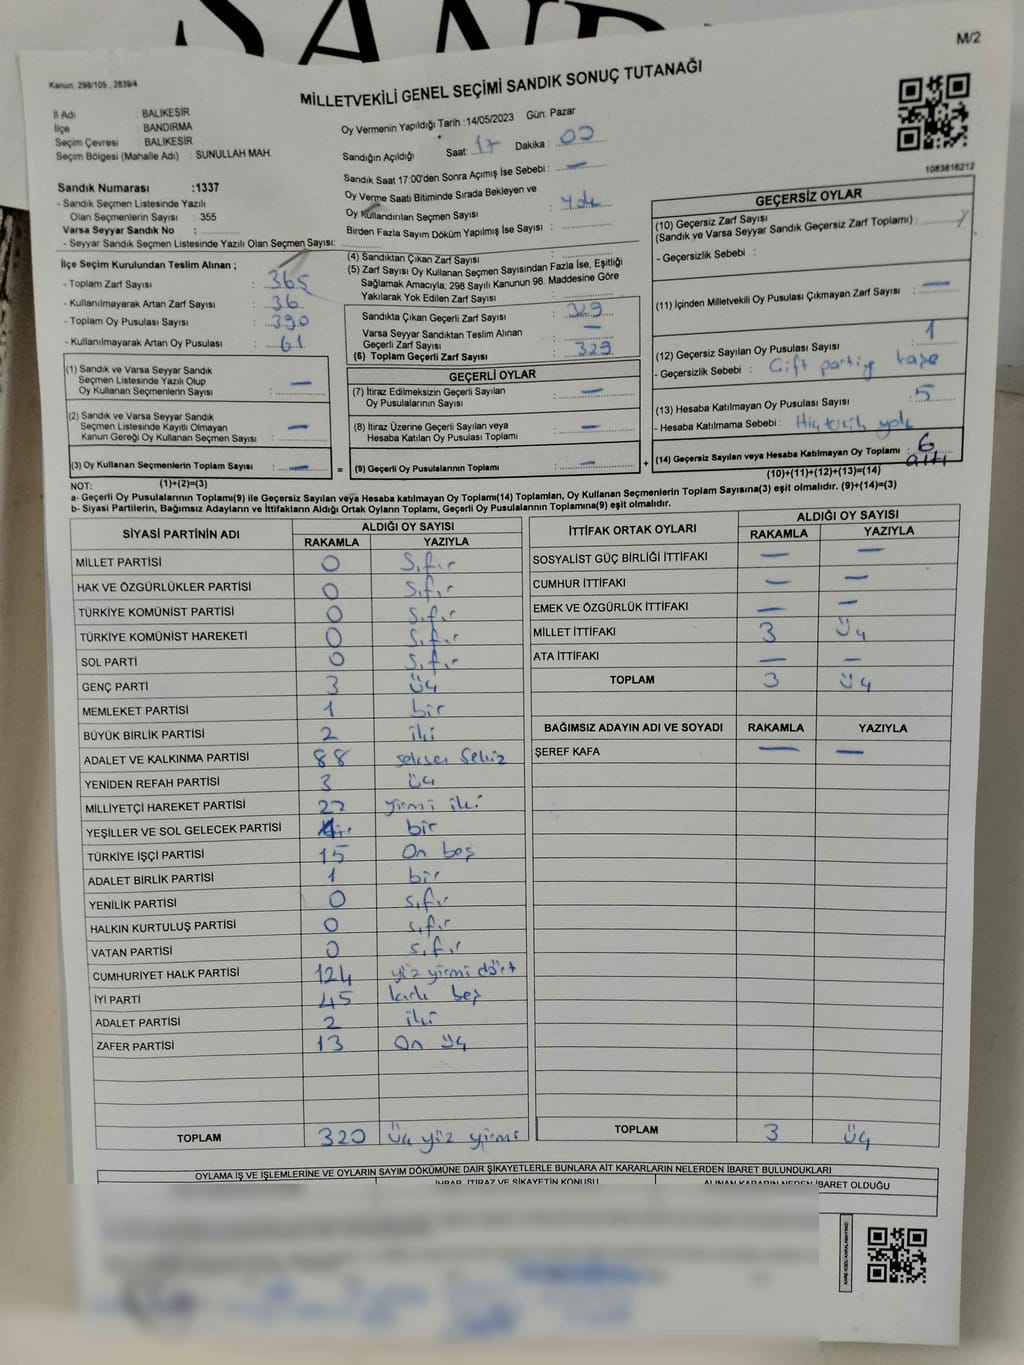 M/2
Kanun: 298/105 , 2839/4
MİLLETVEKİLİ GENEL SEÇİMİ SANDIK SONUÇ TUTANAĞI
İl Adı : BALIKESİR
İlçe BANDIRMA
Seçim Çevresi : BALIKESİR
Seçim Bölgesi (Mahalle Adı) : SUNULLAH MAH.
Oy Vermenin Yapıldığı Tarih :14/05/2023 Gün: Pazar
Sandığın Açıldığı Saat: 17 Dakika : 00
Sandık Saat 17:00'den Sonra Açımış İse Sebebi : —
Oy Verme Saati Bitiminde Sırada Bekleyen ve
Oy Kullandırılan Seçmen Sayısı : Yok
Birden Fazla Sayım Döküm Yapılmış İse Sayısı :
1083816212
Sandık Numarası :1337
- Sandık Seçmen Listesinde Yazılı
Olan Seçmenlerin Sayısı : 355
Varsa Seyyar Sandık No :
- Seyyar Sandık Seçmen Listesinde Yazılı Olan Seçmen Sayısı:
İlçe Seçim Kurulundan Teslim Alınan ;
- Toplam Zarf Sayısı : 365
- Kullanılmayarak Artan Zarf Sayısı : 36
- Toplam Oy Pusulası Sayısı : 390
- Kullanılmayarak Artan Oy Pusulası : 61
(4) Sandıktan Çıkan Zarf Sayısı :
(5) Zarf Sayısı Oy Kullanan Seçmen Sayısından Fazla İse, Eşitliği
Sağlamak Amacıyla; 298 Sayılı Kanunun 98. Maddesine Göre
Yakılarak Yok Edilen Zarf Sayısı :
Sandıkta Çıkan Geçerli Zarf Sayısı : 329
Varsa Seyyar Sandıktan Teslim Alınan
Geçerli Zarf Sayısı : —
(6) Toplam Geçerli Zarf Sayısı : 329
GEÇERSİZ OYLAR
(10) Geçersiz Zarf Sayısı
(Sandık ve Varsa Seyyar Sandık Geçersiz Zarf Toplamı) :
- Geçersizlik Sebebi :
(11) İçinden Milletvekili Oy Pusulası Çıkmayan Zarf Sayısı : —
(12) Geçersiz Sayılan Oy Pusulası Sayısı : 1
- Geçersizlik Sebebi : Çift partiye
(13) Hesaba Katılmayan Oy Pusulası Sayısı : 5
- Hesaba Katılmama Sebebi : yok
(14) Geçersiz Sayılan veya Hesaba Katılmayan Oy Toplamı : 6 altı
(10)+(11)+(12)+(13)=(14)
(1) Sandık ve Varsa Seyyar Sandık
Seçmen Listesinde Yazılı Olup
Oy Kullanan Seçmenlerin Sayısı : —
(2) Sandık ve Varsa Seyyar Sandık
Seçmen Listesinde Kayıtlı Olmayan
Kanun Gereği Oy Kullanan Seçmen Sayısı : —
(3) Oy Kullanan Seçmenlerin Toplam Sayısı : —
(1)+(2)=(3)
GEÇERLİ OYLAR
(7) İtiraz Edilmeksizin Geçerli Sayılan
Oy Pusulalarının Sayısı : —
(8) İtiraz Üzerine Geçerli Sayılan veya
Hesaba Katılan Oy Pusulası Toplamı : —
= (9) Geçerli Oy Pusulalarının Toplamı : — +
NOT:
a- Geçerli Oy Pusulalarının Toplamı(9) ile Geçersiz Sayılan veya Hesaba katılmayan Oy Toplamı(14) Toplamları, Oy Kullanan Seçmenlerin Toplam Sayısına(3) eşit olmalıdır. (9)+(14)=(3)
b- Siyasi Partilerin, Bağımsız Adayların ve İttifakların Aldığı Ortak Oyların Toplamı, Geçerli Oy Pusulalarının Toplamına(9) eşit olmalıdır.
SİYASİ PARTİNİN ADI ALDIĞI OY SAYISI
RAKAMLA YAZIYLA
MİLLET PARTİSİ 0 Sıfır
HAK VE ÖZGÜRLÜKLER PARTİSİ 0 Sıfır
TÜRKİYE KOMÜNİST PARTİSİ 0 Sıfır
TÜRKİYE KOMÜNİST HAREKETİ 0 Sıfır
SOL PARTİ 0 Sıfır
GENÇ PARTİ 3 üç
MEMLEKET PARTİSİ 1 bir
BÜYÜK BİRLİK PARTİSİ 2 iki
ADALET VE KALKINMA PARTİSİ 88 seksen sekiz
YENİDEN REFAH PARTİSİ 3 üç
MİLLİYETÇİ HAREKET PARTİSİ 22 yirmi iki
YEŞİLLER VE SOL GELECEK PARTİSİ bir
TÜRKİYE İŞÇİ PARTİSİ 15 On beş
ADALET BİRLİK PARTİSİ 1 bir
YENİLİK PARTİSİ 0 sıfır
HALKIN KURTULUŞ PARTİSİ 0 sıfır
VATAN PARTİSİ 0 sıfır
CUMHURİYET HALK PARTİSİ 124 yüz yirmi dört
İYİ PARTİ 45 kırk beş
ADALET PARTİSİ 2 iki
ZAFER PARTİSİ 13 On üç
TOPLAM 320 Üç yüz yirmi
İTTİFAK ORTAK OYLARI ALDIĞI OY SAYISI
RAKAMLA YAZIYLA
SOSYALİST GÜÇ BİRLİĞİ İTTİFAKI — —
CUMHUR İTTİFAKI — —
EMEK VE ÖZGÜRLÜK İTTİFAKI — —
MİLLET İTTİFAKI 3 Üç
ATA İTTİFAKI — —
TOPLAM 3 Üç
BAĞIMSIZ ADAYIN ADI VE SOYADI RAKAMLA YAZIYLA
ŞEREF KAFA — —
TOPLAM 3 üç
OYLAMA İŞ VE İŞLEMLERİNE VE OYLARIN SAYIM DÖKÜMÜNE DAİR ŞİKAYETLERLE BUNLARA AİT KARARLARIN NELERDEN İBARET BULUNDUKLARI
İHBAR, İTİRAZ VE ŞİKAYETİN KONUSU ALINAN KARARIN NEDEN İBARET OLDUĞU
KARE KODU KARALAMAYINIZ!